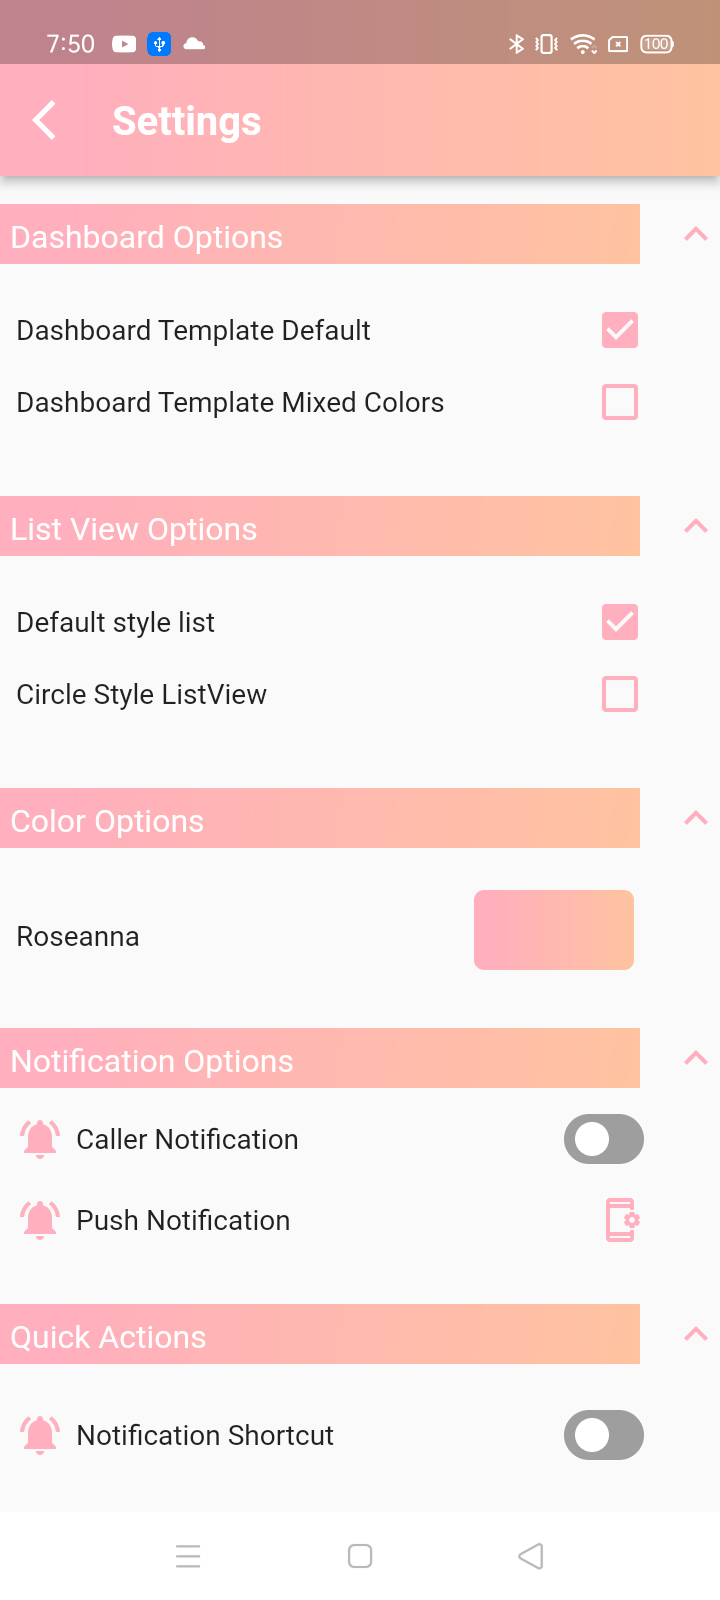 7:50
100
Settings
Dashboard Options
Dashboard Template Default
Dashboard Template Mixed Colors
List View Options
Default style list
Circle Style ListView
Color Options
Roseanna
Notification Options
Caller Notification
Push Notification
Quick Actions
Notification Shortcut